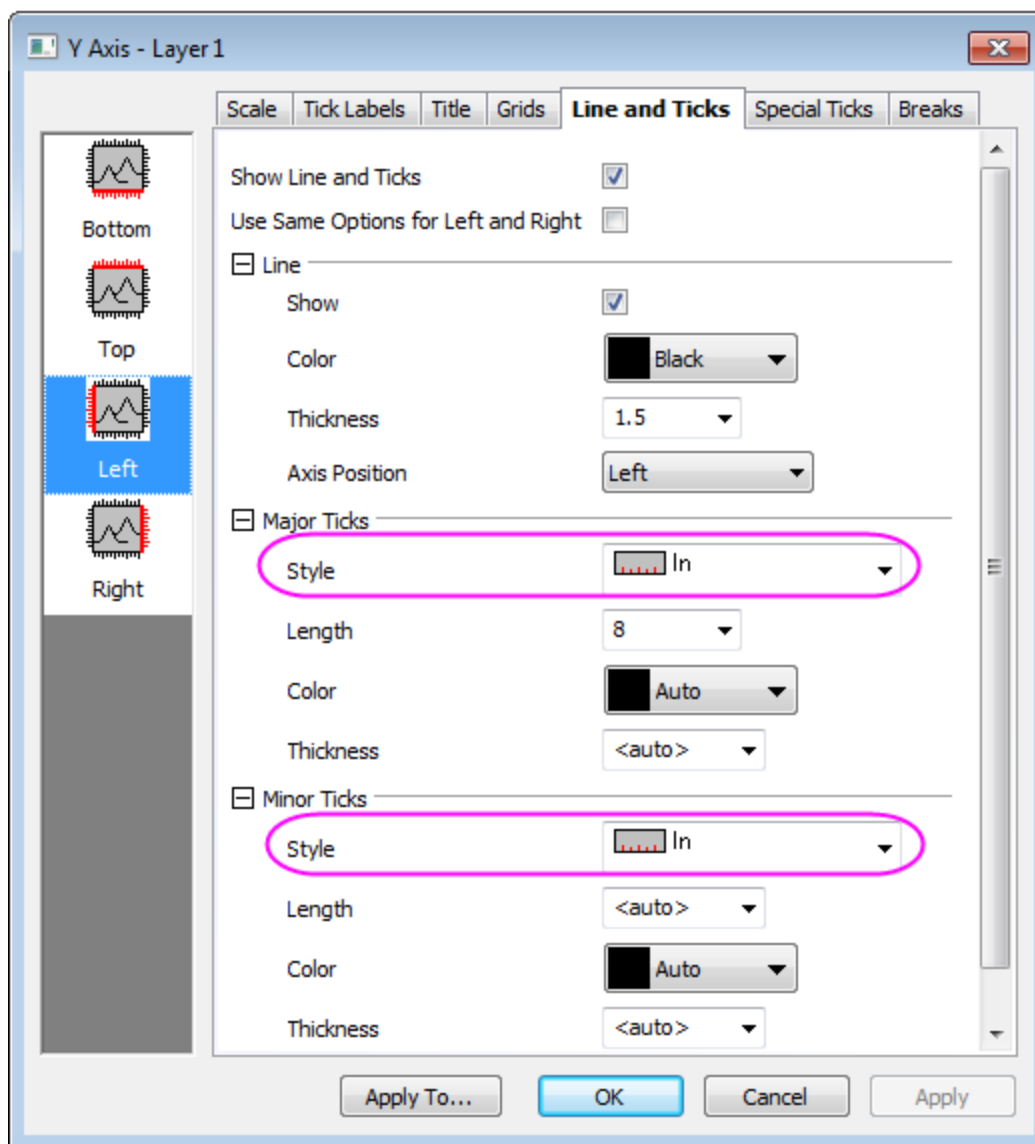 Y Axis - Layer 1
Scale Tick Labels Title Grids Line and Ticks Special Ticks Breaks
Bottom
Top
Left
Right
Show Line and Ticks
Use Same Options for Left and Right
Line
Show
Color Black
Thickness 1.5
Axis Position Left
Major Ticks
Style In
Length 8
Color Auto
Thickness <auto>
Minor Ticks
Style In
Length <auto>
Color Auto
Thickness <auto>
Apply To... OK Cancel Apply